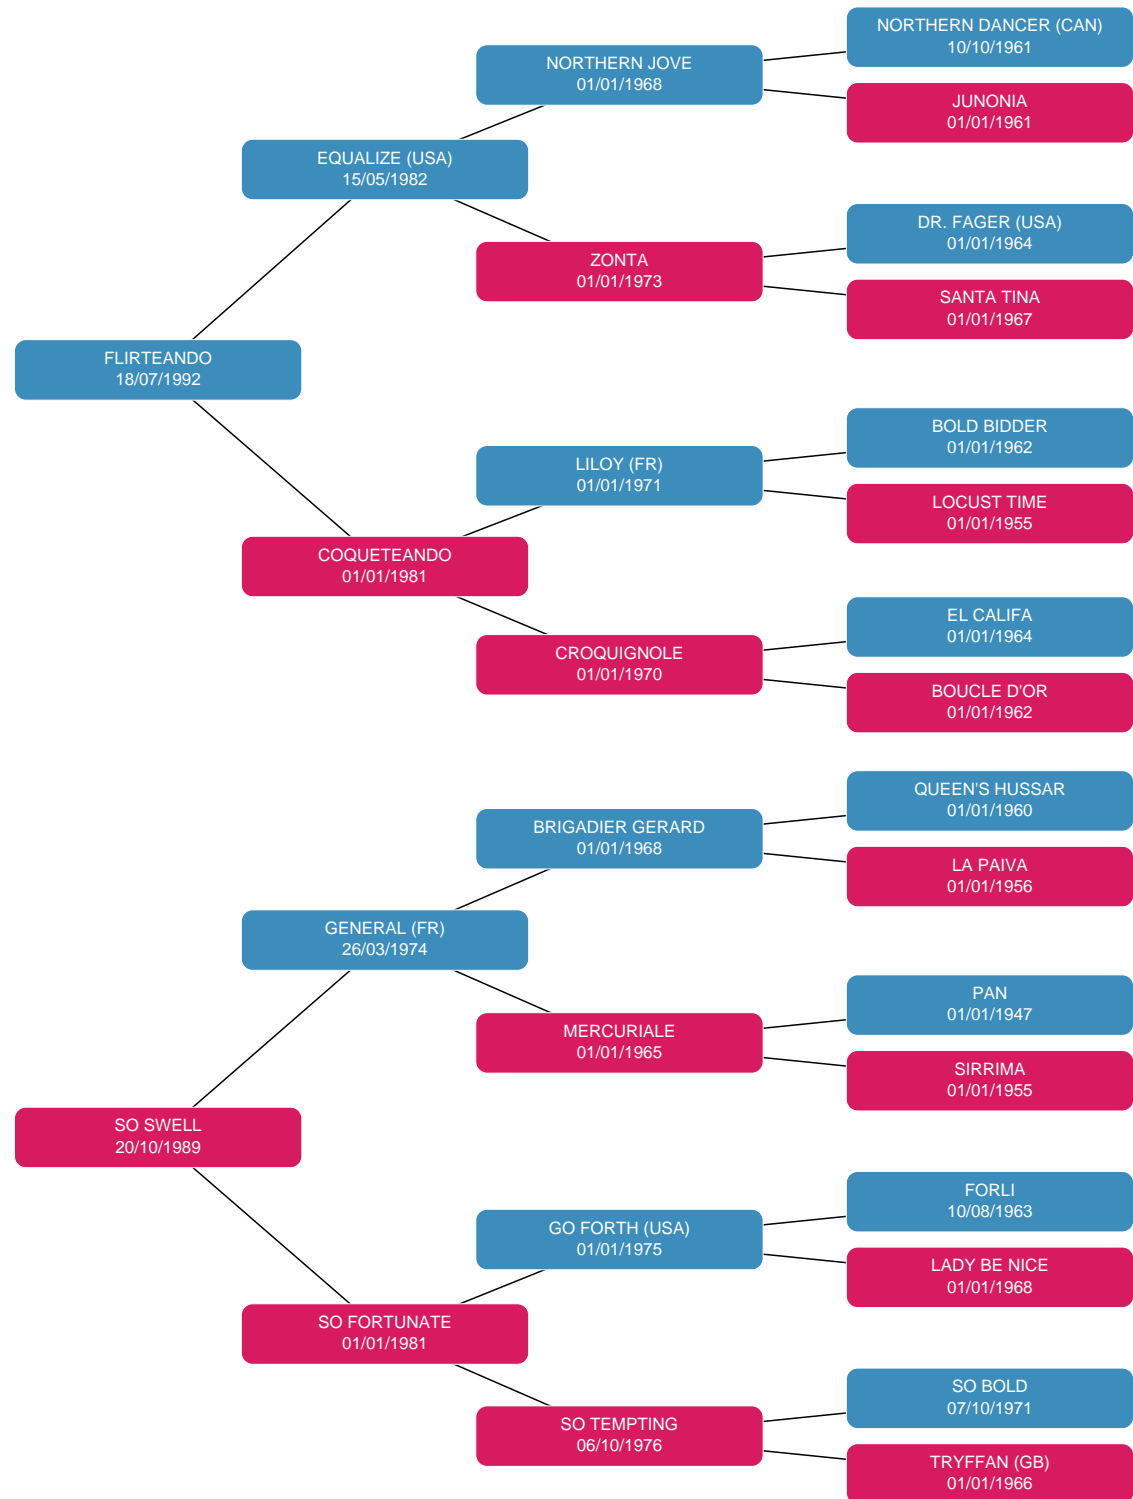 NORTHERN DANCER (CAN)
10/10/1961
NORTHERN JOVE
01/01/1968
JUNONIA
01/01/1961
EQUALIZE (USA)
15/05/1982
DR. FAGER (USA)
01/01/1964
ZONTA
01/01/1973
SANTA TINA
01/01/1967
FLIRTEANDO
18/07/1992
BOLD BIDDER
01/01/1962
LILOY (FR)
01/01/1971
LOCUST TIME
01/01/1955
COQUETEANDO
01/01/1981
EL CALIFA
01/01/1964
CROQUIGNOLE
01/01/1970
BOUCLE D'OR
01/01/1962
QUEEN'S HUSSAR
01/01/1960
BRIGADIER GERARD
01/01/1968
LA PAIVA
01/01/1956
GENERAL (FR)
26/03/1974
PAN
01/01/1947
MERCURIALE
01/01/1965
SIRRIMA
01/01/1955
SO SWELL
20/10/1989
FORLI
10/08/1963
GO FORTH (USA)
01/01/1975
LADY BE NICE
01/01/1968
SO FORTUNATE
01/01/1981
SO BOLD
07/10/1971
SO TEMPTING
06/10/1976
TRYFFAN (GB)
01/01/1966